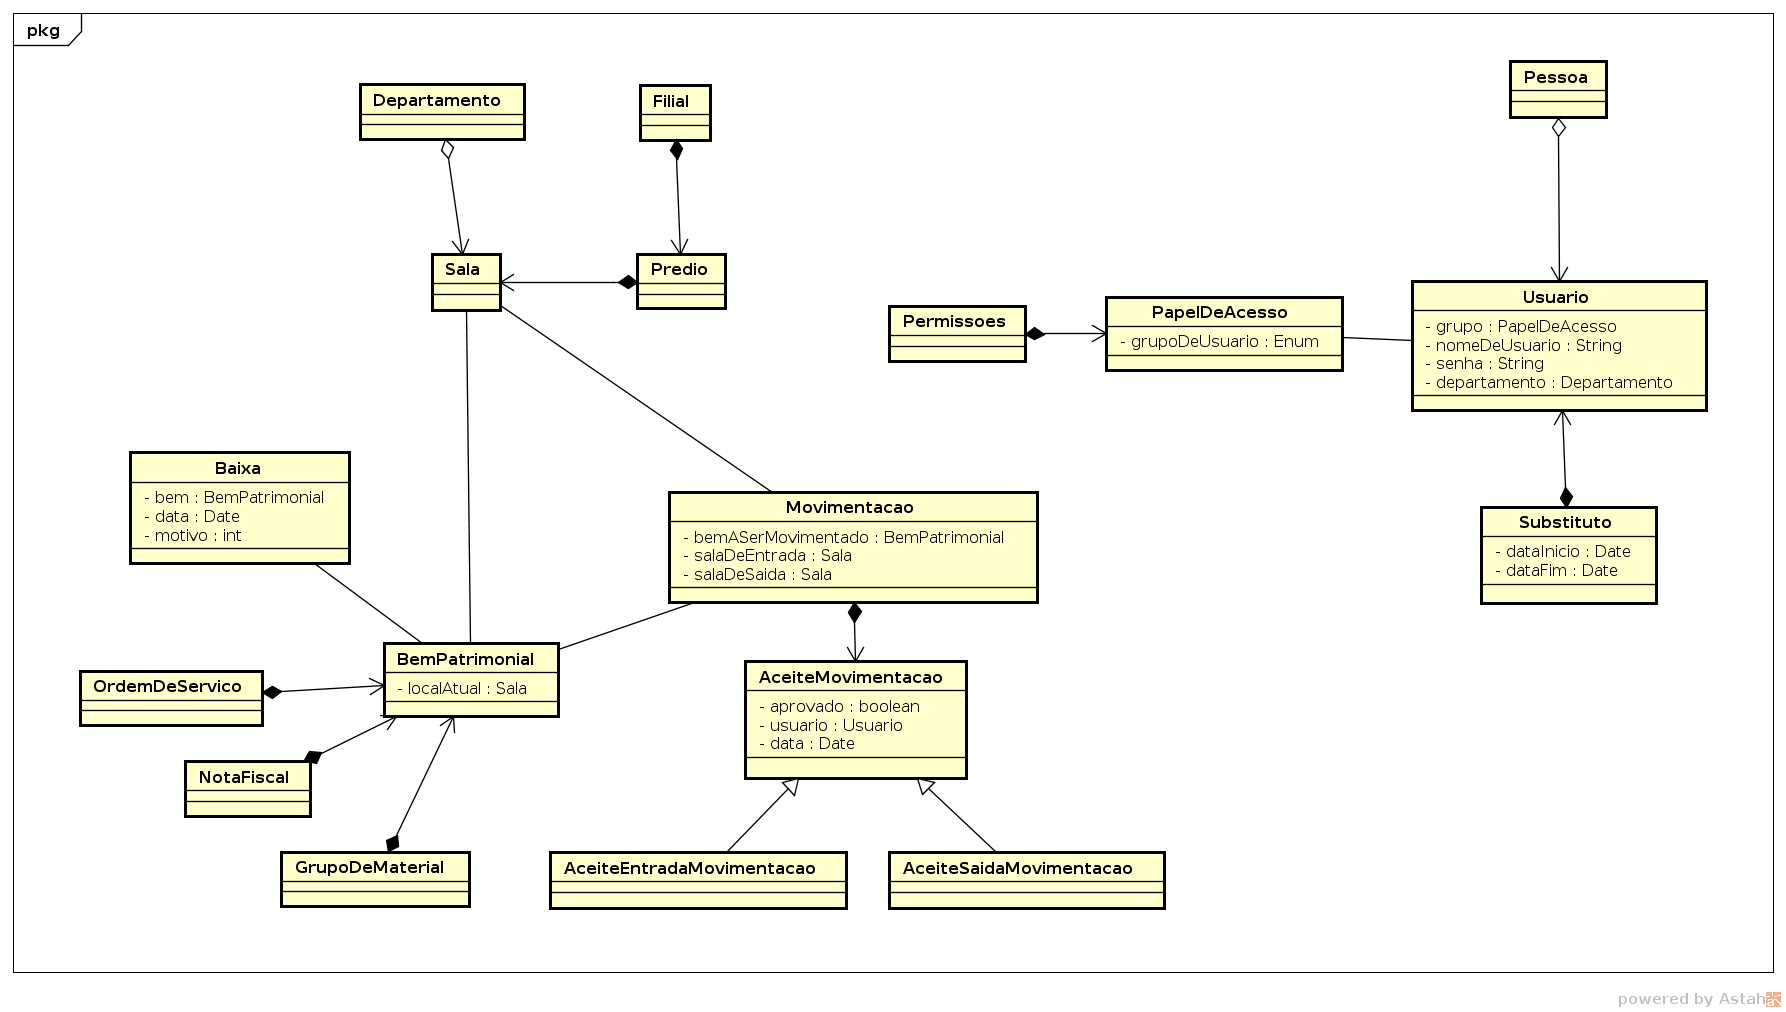 pkg
Departamento
Filial
Pessoa
Sala
Predio
Permissoes
PapelDeAcesso
- grupoDeUsuario : Enum
Usuario
- grupo : PapelDeAcesso
- nomeDeUsuario : String
- senha : String
- departamento : Departamento
Baixa
- bem : BemPatrimonial
- data : Date
- motivo : int
Movimentacao
- bemASerMovimentado : BemPatrimonial
- salaDeEntrada : Sala
- salaDeSaida : Sala
Substituto
- dataInicio : Date
- dataFim : Date
BemPatrimonial
- localAtual : Sala
OrdemDeServico
AceiteMovimentacao
- aprovado : boolean
- usuario : Usuario
- data : Date
NotaFiscal
GrupoDeMaterial
AceiteEntradaMovimentacao
AceiteSaidaMovimentacao
powered by Astah